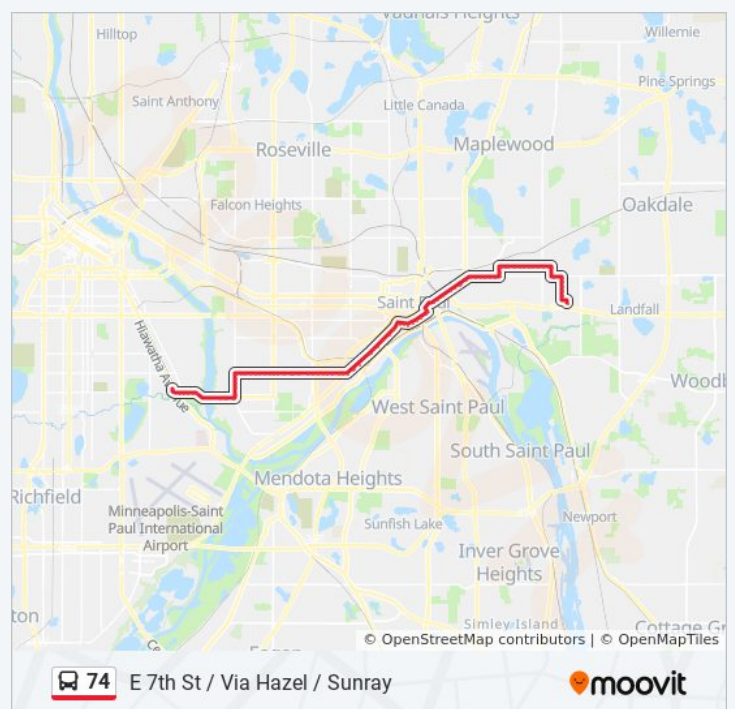 Hilltop
Vadnais Heights
Willernie
Pine Springs
Saint Anthony
Little Canada
Roseville
Maplewood
Falcon Heights
Oakdale
Saint Paul
Landfall
Hiawatha Avenue
West Saint Paul
Woodb
South Saint Paul
Mendota Heights
Richfield
Minneapolis-Saint
Paul International
Airport
Sunfish Lake
Newport
Inver Grove
Heights
ton
Simley Island
Cottage Gr
Eagan
© OpenStreetMap contributors | © OpenMapTiles
74 E 7th St / Via Hazel / Sunray moovit